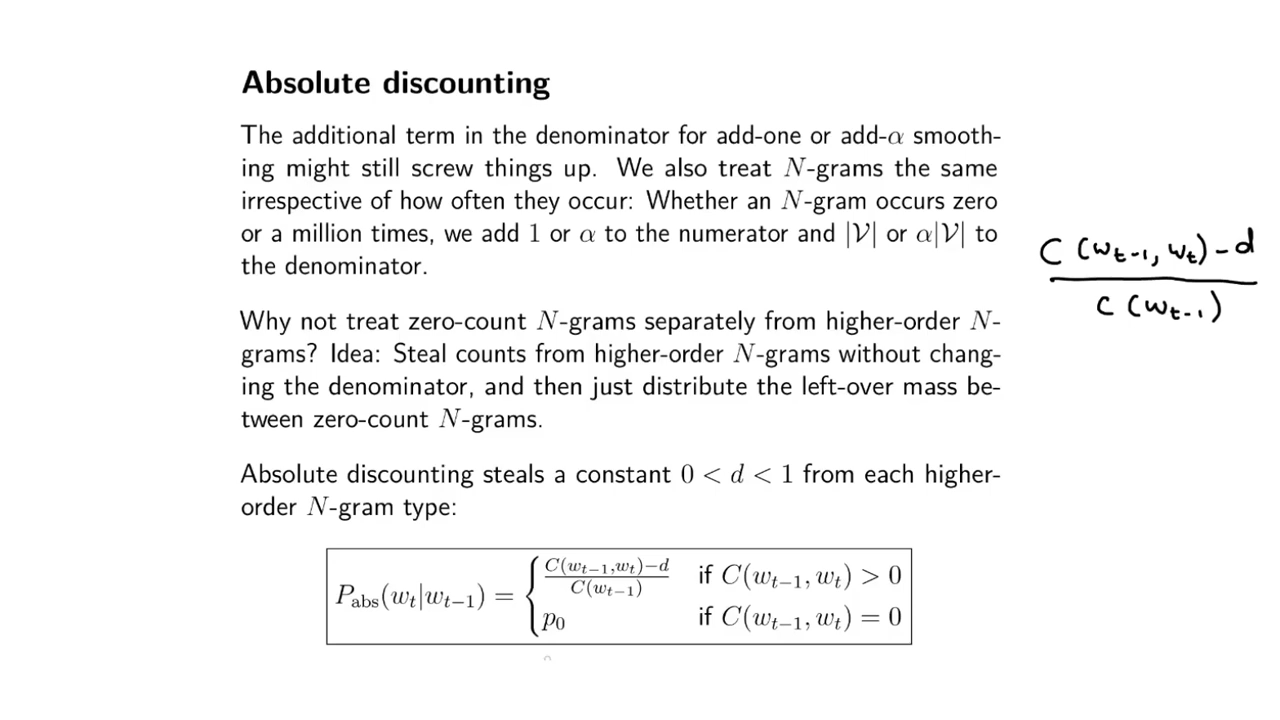 Absolute discounting
The additional term in the denominator for add-one or add-α smooth-
ing might still screw things up. We also treat N-grams the same
irrespective of how often they occur: Whether an N-gram occurs zero
or a million times, we add 1 or α to the numerator and |𝒱| or α|𝒱| to
the denominator.
C (w_{t-1}, w_t) - d
C (w_{t-1})
Why not treat zero-count N-grams separately from higher-order N-
grams? Idea: Steal counts from higher-order N-grams without chang-
ing the denominator, and then just distribute the left-over mass be-
tween zero-count N-grams.
Absolute discounting steals a constant 0 < d < 1 from each higher-
order N-gram type:
P_abs(w_t|w_{t−1}) = { C(w_{t−1},w_t)−d / C(w_{t−1}) if C(w_{t−1}, w_t) > 0
p_0 if C(w_{t−1}, w_t) = 0